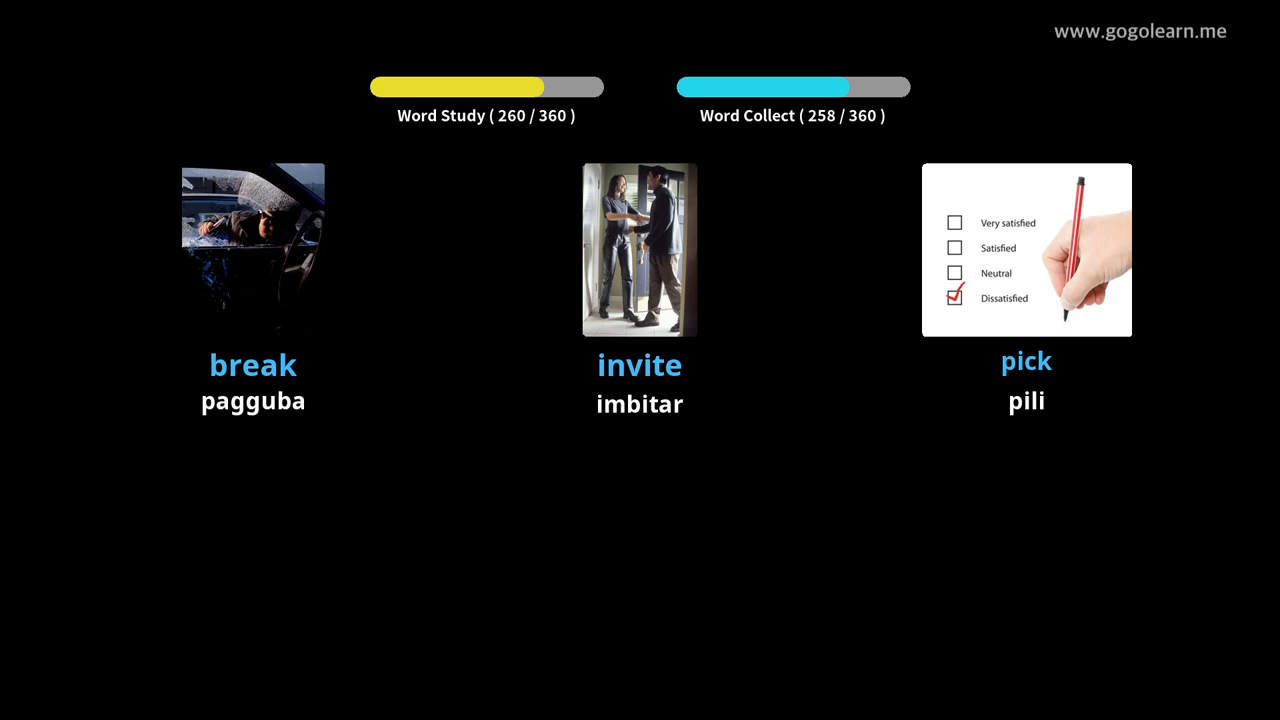 www.gogolearn.me
Word Study ( 260 / 360 )
Word Collect ( 258 / 360 )
Very satisfied
Satisfied
Neutral
Dissatisfied
break
pagguba
invite
imbitar
pick
pili